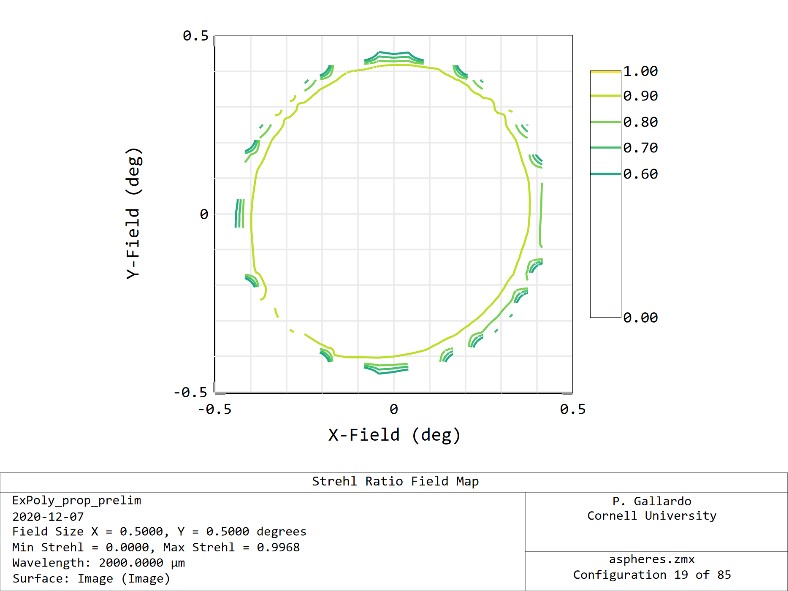 0.5
0
-0.5
-0.5
0
0.5
Y-Field (deg)
X-Field (deg)
1.00
0.90
0.80
0.70
0.60
0.00
Strehl Ratio Field Map
ExPoly_prop_prelim
2020-12-07
Field Size X = 0.5000, Y = 0.5000 degrees
Min Strehl = 0.0000, Max Strehl = 0.9968
Wavelength: 2000.0000 µm
Surface: Image (Image)
P. Gallardo
Cornell University
aspheres.zmx
Configuration 19 of 85